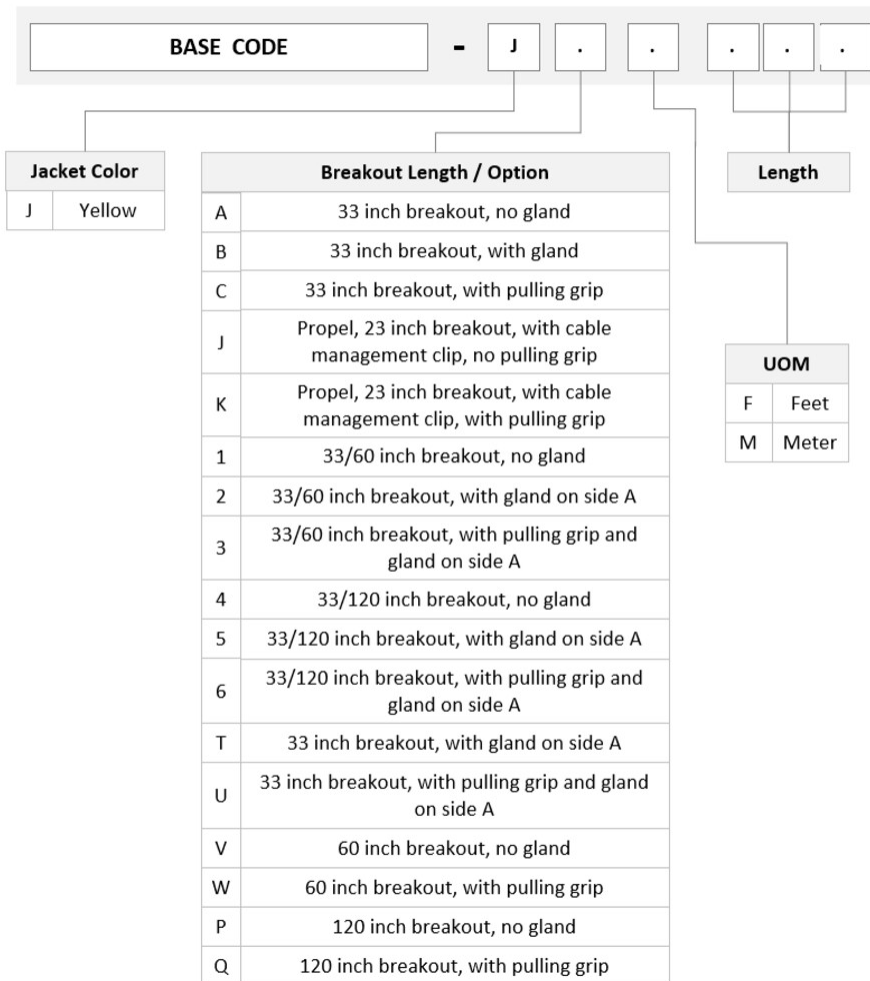 BASE CODE - J . . . . .
Jacket Color
J Yellow
Breakout Length / Option
A 33 inch breakout, no gland
B 33 inch breakout, with gland
C 33 inch breakout, with pulling grip
J Propel, 23 inch breakout, with cable
management clip, no pulling grip
K Propel, 23 inch breakout, with cable
management clip, with pulling grip
1 33/60 inch breakout, no gland
2 33/60 inch breakout, with gland on side A
3 33/60 inch breakout, with pulling grip and
gland on side A
4 33/120 inch breakout, no gland
5 33/120 inch breakout, with gland on side A
6 33/120 inch breakout, with pulling grip and
gland on side A
T 33 inch breakout, with gland on side A
U 33 inch breakout, with pulling grip and gland
on side A
V 60 inch breakout, no gland
W 60 inch breakout, with pulling grip
P 120 inch breakout, no gland
Q 120 inch breakout, with pulling grip
Length
UOM
F Feet
M Meter